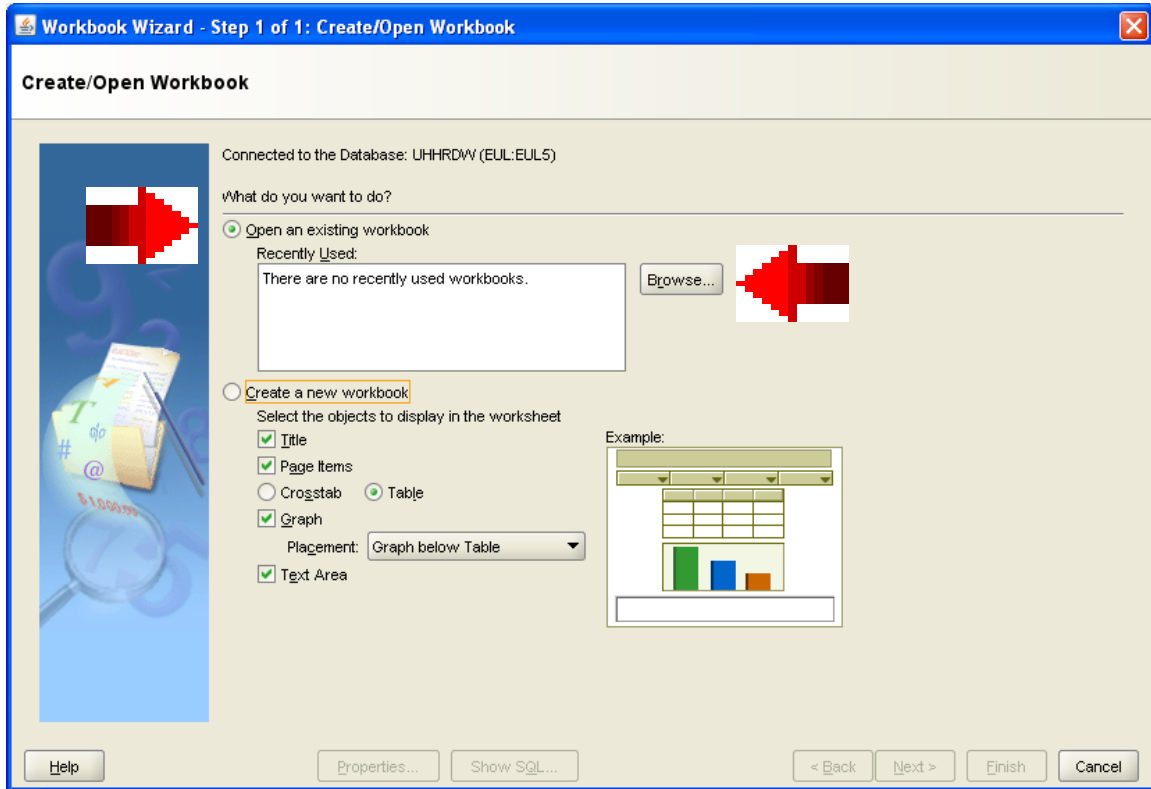 Workbook Wizard - Step 1 of 1: Create/Open Workbook
Create/Open Workbook
Connected to the Database: UHHRDW (EUL:EUL5)
What do you want to do?
Open an existing workbook
Recently Used:
There are no recently used workbooks.
Browse...
Create a new workbook
Select the objects to display in the worksheet
Title
Example:
Page Items
Crosstab Table
Graph
Placement: Graph below Table
Text Area
T
%
#
@
$1,000.99
Help Properties... Show SQL... < Back Next > Finish Cancel